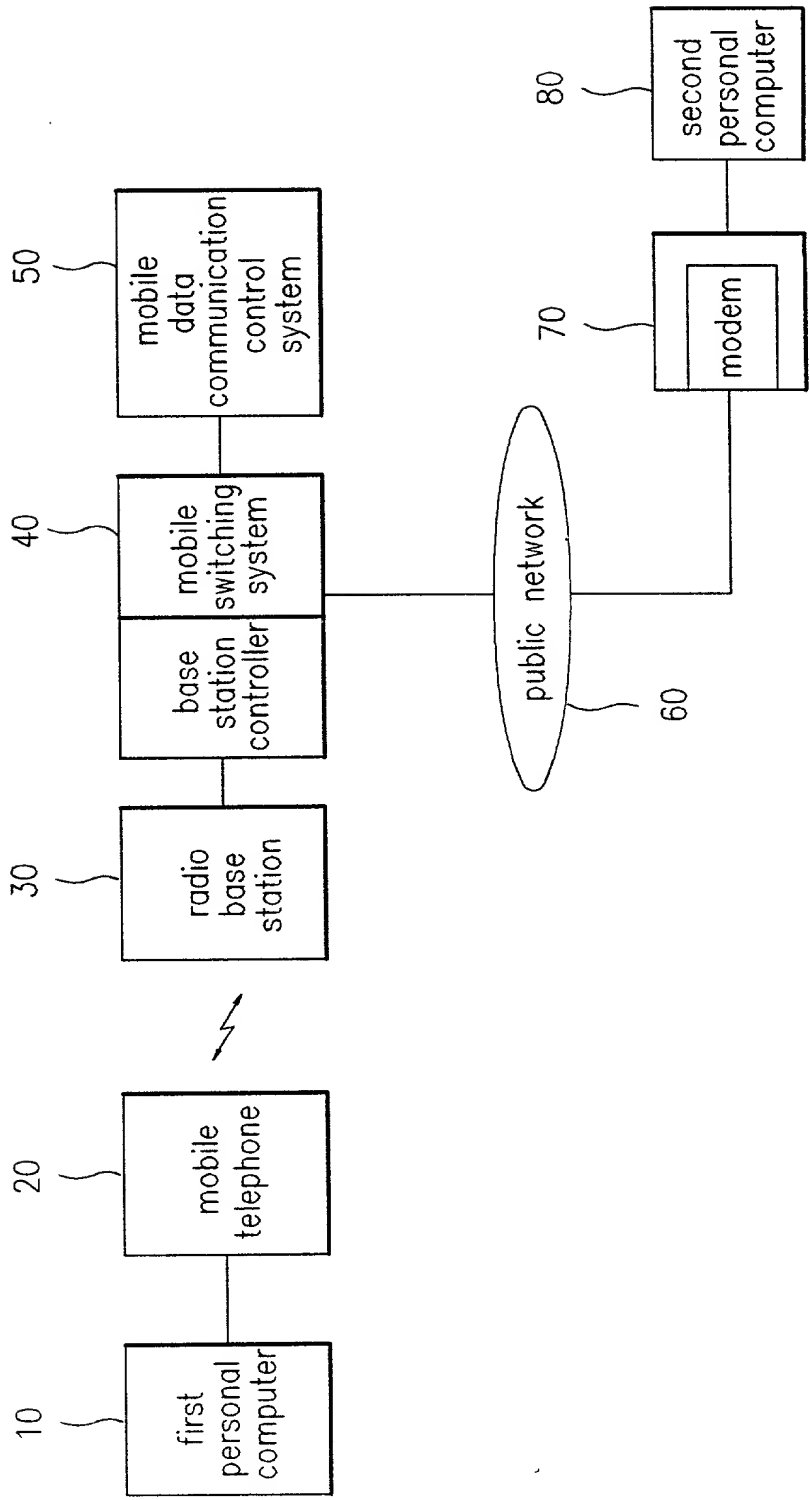 10
first
personal
computer
20
mobile
telephone
30
radio
base
station
base
station
controller
40
mobile
switching
system
50
mobile
data
communication
control
system
public network
60
70
modem
80
second
personal
computer